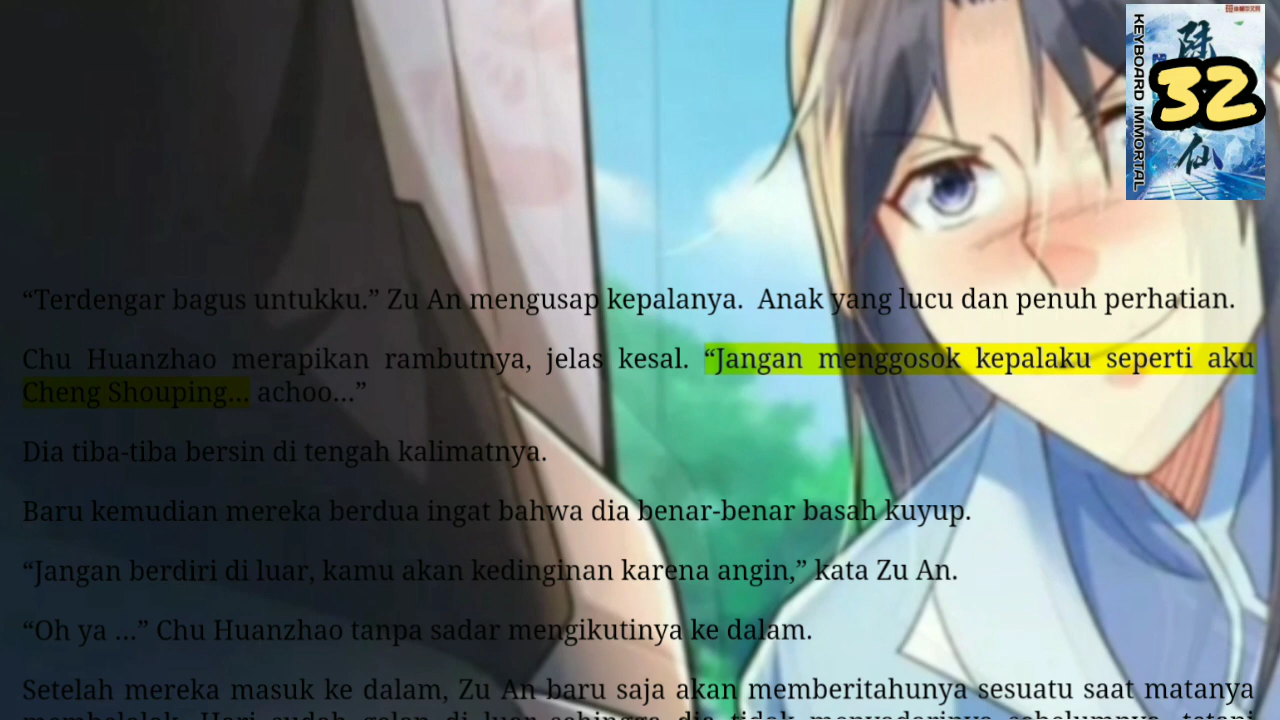 KEYBOARD IMMORTAL
32
“Terdengar bagus untukku.” Zu An mengusap kepalanya.  Anak yang lucu dan penuh perhatian.
Chu Huanzhao merapikan rambutnya, jelas kesal. “Jangan menggosok kepalaku seperti aku
Cheng Shouping... achoo...”
Dia tiba-tiba bersin di tengah kalimatnya.
Baru kemudian mereka berdua ingat bahwa dia benar-benar basah kuyup.
“Jangan berdiri di luar, kamu akan kedinginan karena angin,” kata Zu An.
“Oh ya ...” Chu Huanzhao tanpa sadar mengikutinya ke dalam.
Setelah mereka masuk ke dalam, Zu An baru saja akan memberitahunya sesuatu saat matanya